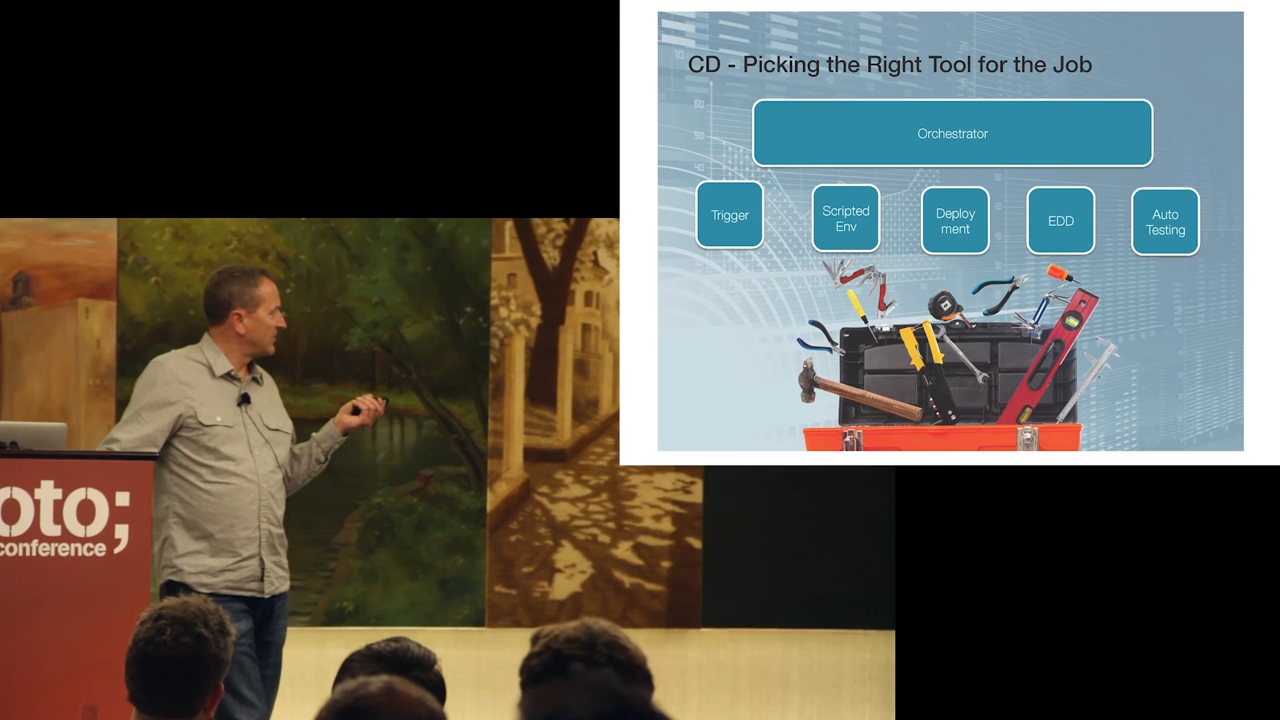 CD - Picking the Right Tool for the Job
Orchestrator
Trigger
Scripted
Env
Deploy
ment
EDD
Auto
Testing
oto;
conference